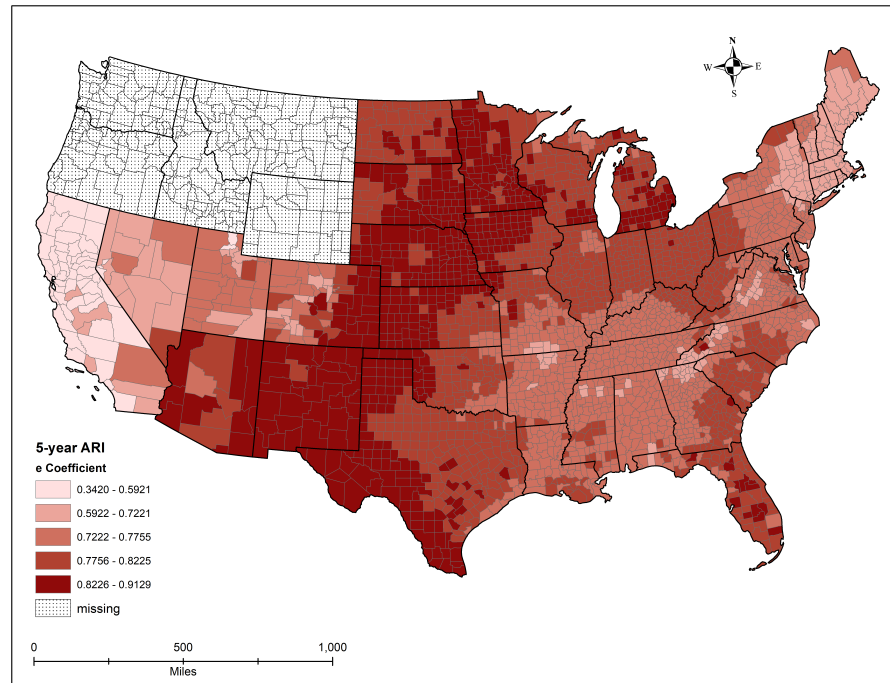 N
W E
S
5-year ARI
e Coefficient
0.3420 - 0.5921
0.5922 - 0.7221
0.7222 - 0.7755
0.7756 - 0.8225
0.8226 - 0.9129
missing
0 500 1,000
Miles